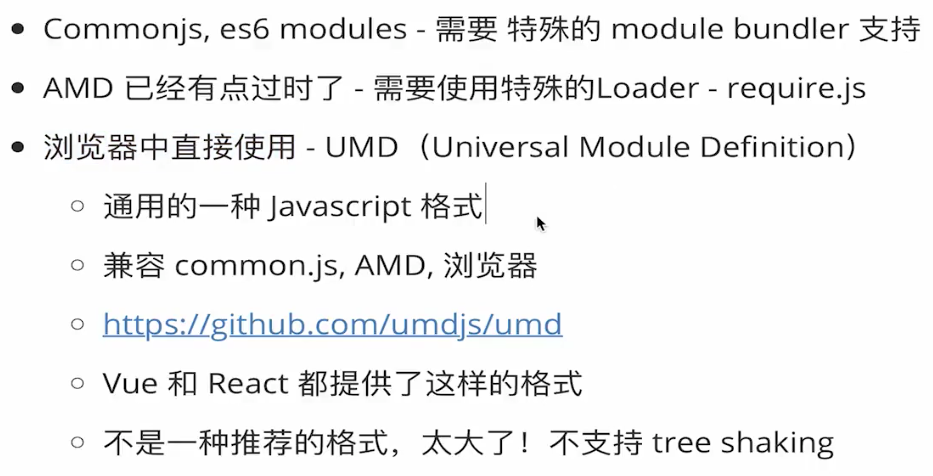 Commonjs, es6 modules - 需要 特殊的 module bundler 支持
AMD 已经有点过时了 - 需要使用特殊的Loader - require.js
浏览器中直接使用 - UMD（Universal Module Definition）
通用的一种 Javascript 格式
兼容 common.js, AMD, 浏览器
https://github.com/umdjs/umd
Vue 和 React 都提供了这样的格式
不是一种推荐的格式，太大了！不支持 tree shaking